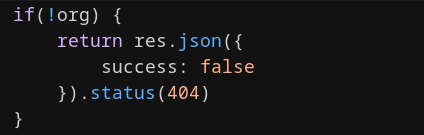 if(!org) {
    return res.json({
        success: false
    }).status(404)
}